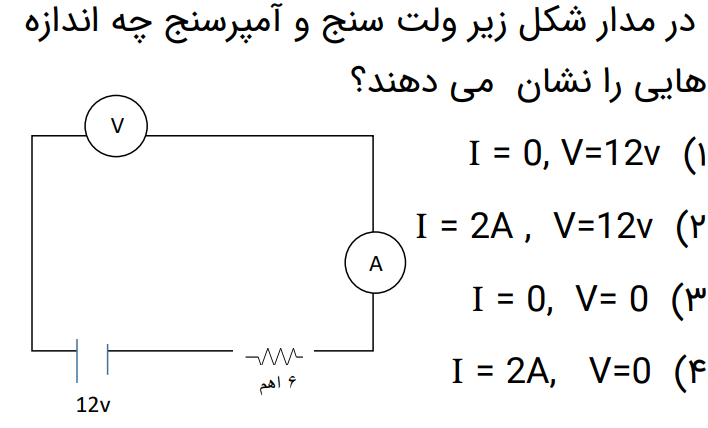 در مدار شکل زیر ولت سنج و آمپرسنج چه اندازه
هایی را نشان می دهند؟
۱) I = 0, V=12v
۲) I = 2A , V=12v
۳) I = 0, V= 0
۴) I = 2A, V=0
V
A
۶ اهم
12v